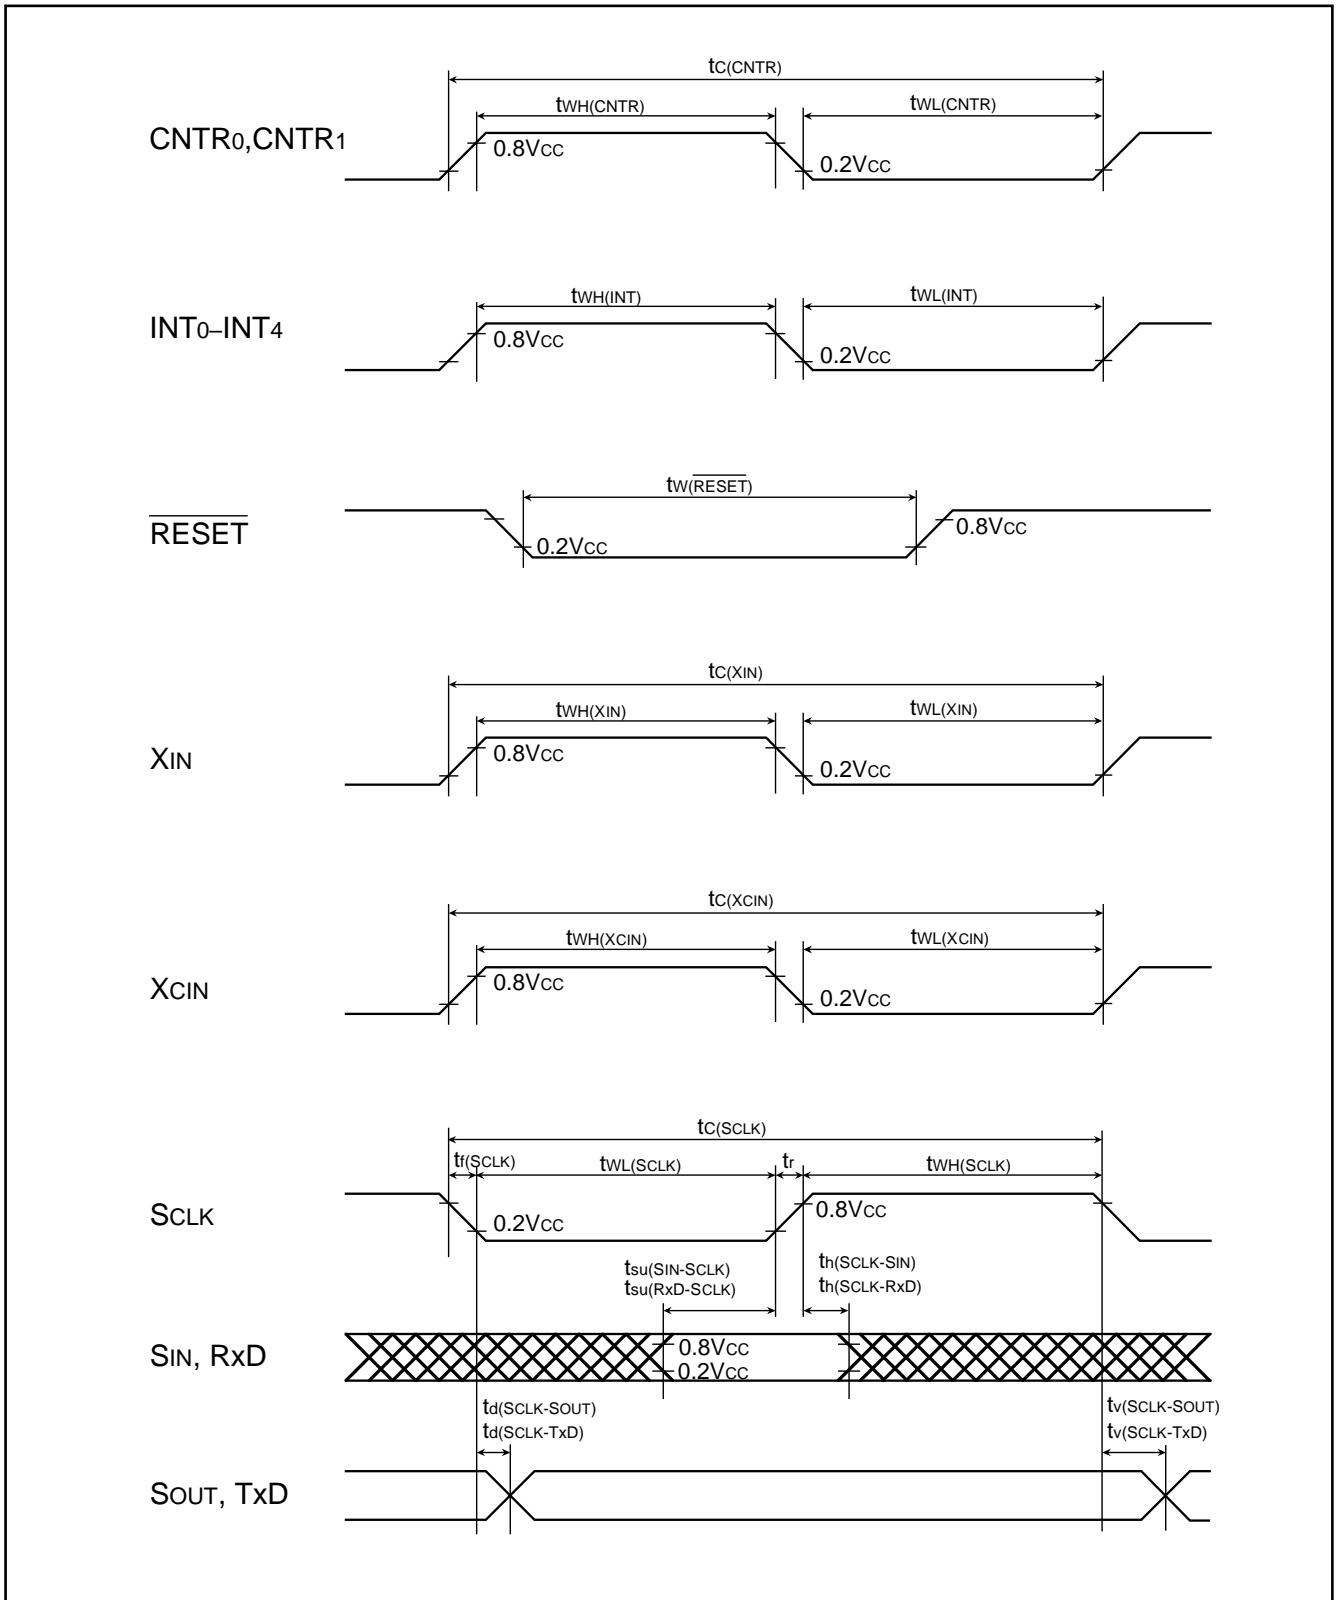 tC(CNTR)
tWH(CNTR) tWL(CNTR)
CNTR0,CNTR1
0.8VCC
0.2VCC
tWH(INT) tWL(INT)
INT0–INT4
0.8VCC
0.2VCC
tW(RESET)
RESET
0.2VCC
0.8VCC
tC(XIN)
tWH(XIN) tWL(XIN)
XIN
0.8VCC
0.2VCC
tC(XCIN)
tWH(XCIN) tWL(XCIN)
XCIN
0.8VCC
0.2VCC
tC(SCLK)
tf(SCLK) tWL(SCLK) tr tWH(SCLK)
SCLK
0.2VCC
0.8VCC
tsu(SIN-SCLK) th(SCLK-SIN)
tsu(RxD-SCLK) th(SCLK-RxD)
SIN, RxD
0.8VCC
0.2VCC
td(SCLK-SOUT) tv(SCLK-SOUT)
td(SCLK-TxD) tv(SCLK-TxD)
SOUT, TxD